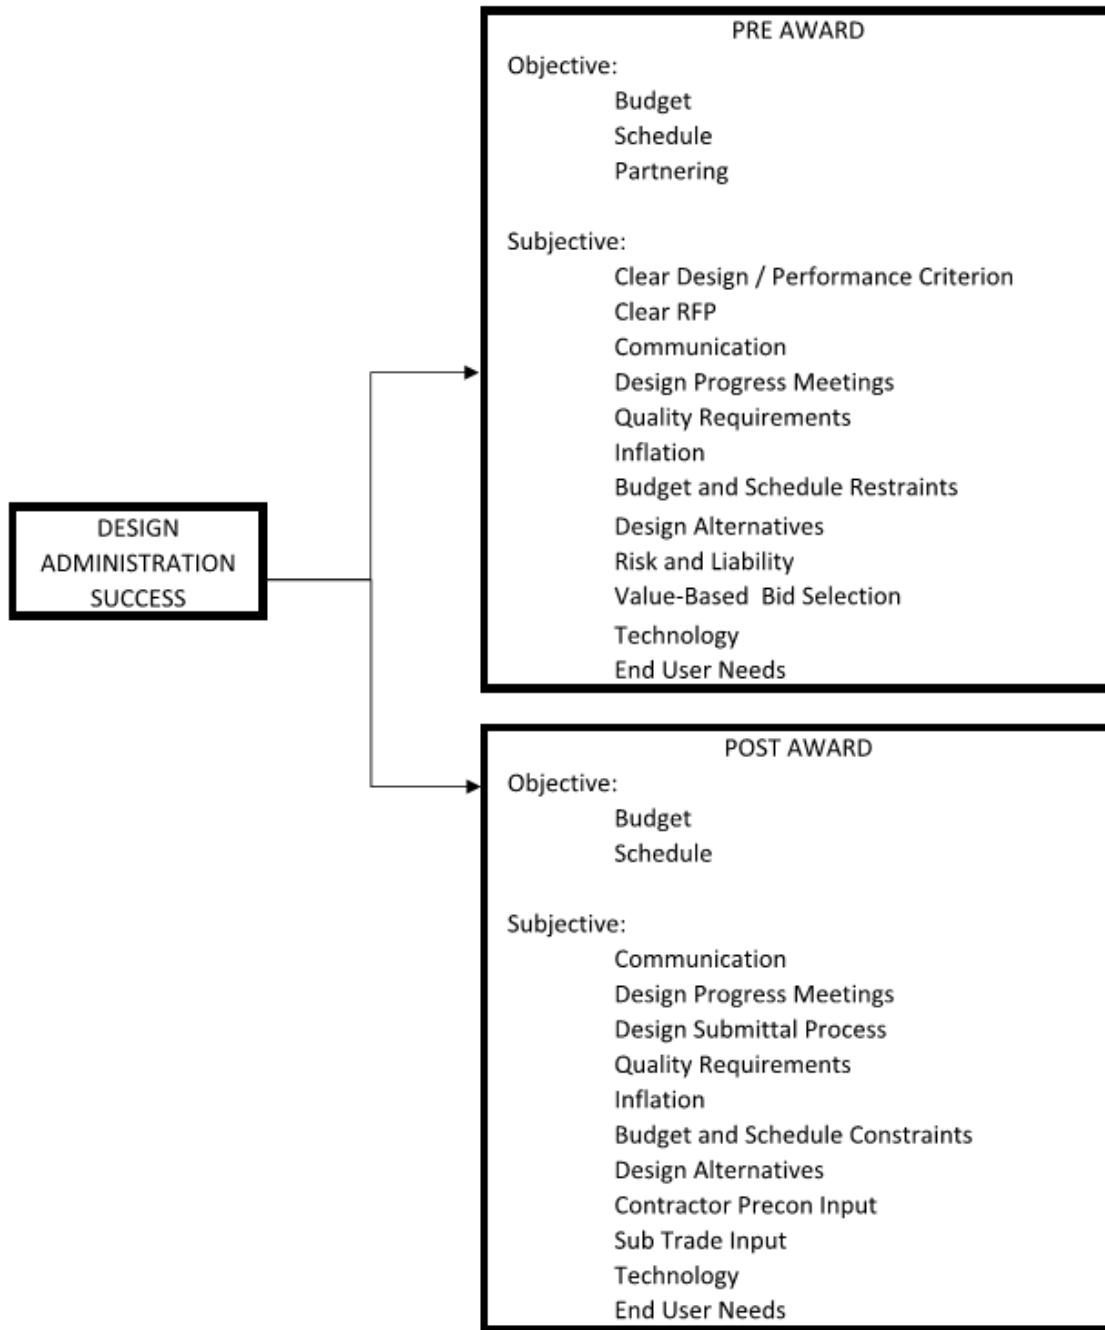 PRE AWARD
Objective:
Budget
Schedule
Partnering
Subjective:
Clear Design / Performance Criterion
Clear RFP
Communication
Design Progress Meetings
Quality Requirements
Inflation
Budget and Schedule Restraints
Design Alternatives
Risk and Liability
Value-Based  Bid Selection
Technology
End User Needs
DESIGN
ADMINISTRATION
SUCCESS
POST AWARD
Objective:
Budget
Schedule
Subjective:
Communication
Design Progress Meetings
Design Submittal Process
Quality Requirements
Inflation
Budget and Schedule Constraints
Design Alternatives
Contractor Precon Input
Sub Trade Input
Technology
End User Needs